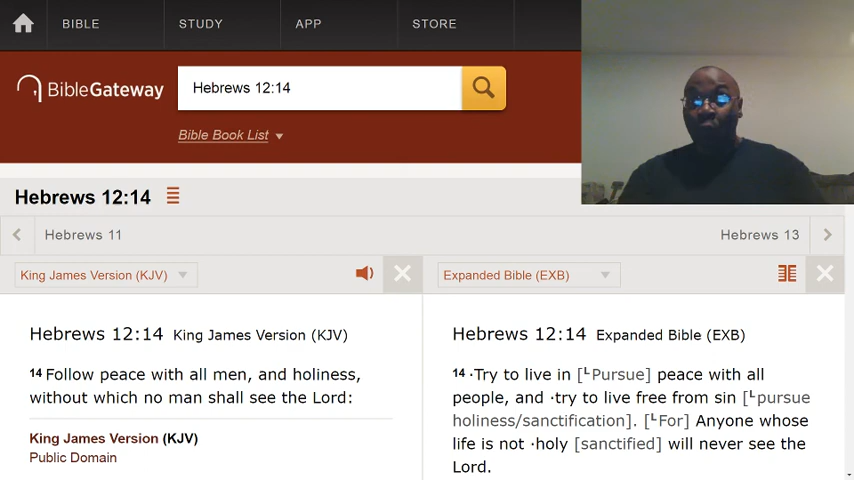 BIBLE STUDY APP STORE
BibleGateway
Hebrews 12:14
Bible Book List
Hebrews 12:14
Hebrews 11
Hebrews 13
King James Version (KJV)
Expanded Bible (EXB)
Hebrews 12:14 King James Version (KJV)
14 Follow peace with all men, and holiness,
without which no man shall see the Lord:
King James Version (KJV)
Public Domain
Hebrews 12:14 Expanded Bible (EXB)
14 ·Try to live in [LPursue] peace with all
people, and ·try to live free from sin [Lpursue
holiness/sanctification]. [LFor] Anyone whose
life is not ·holy [sanctified] will never see the
Lord.